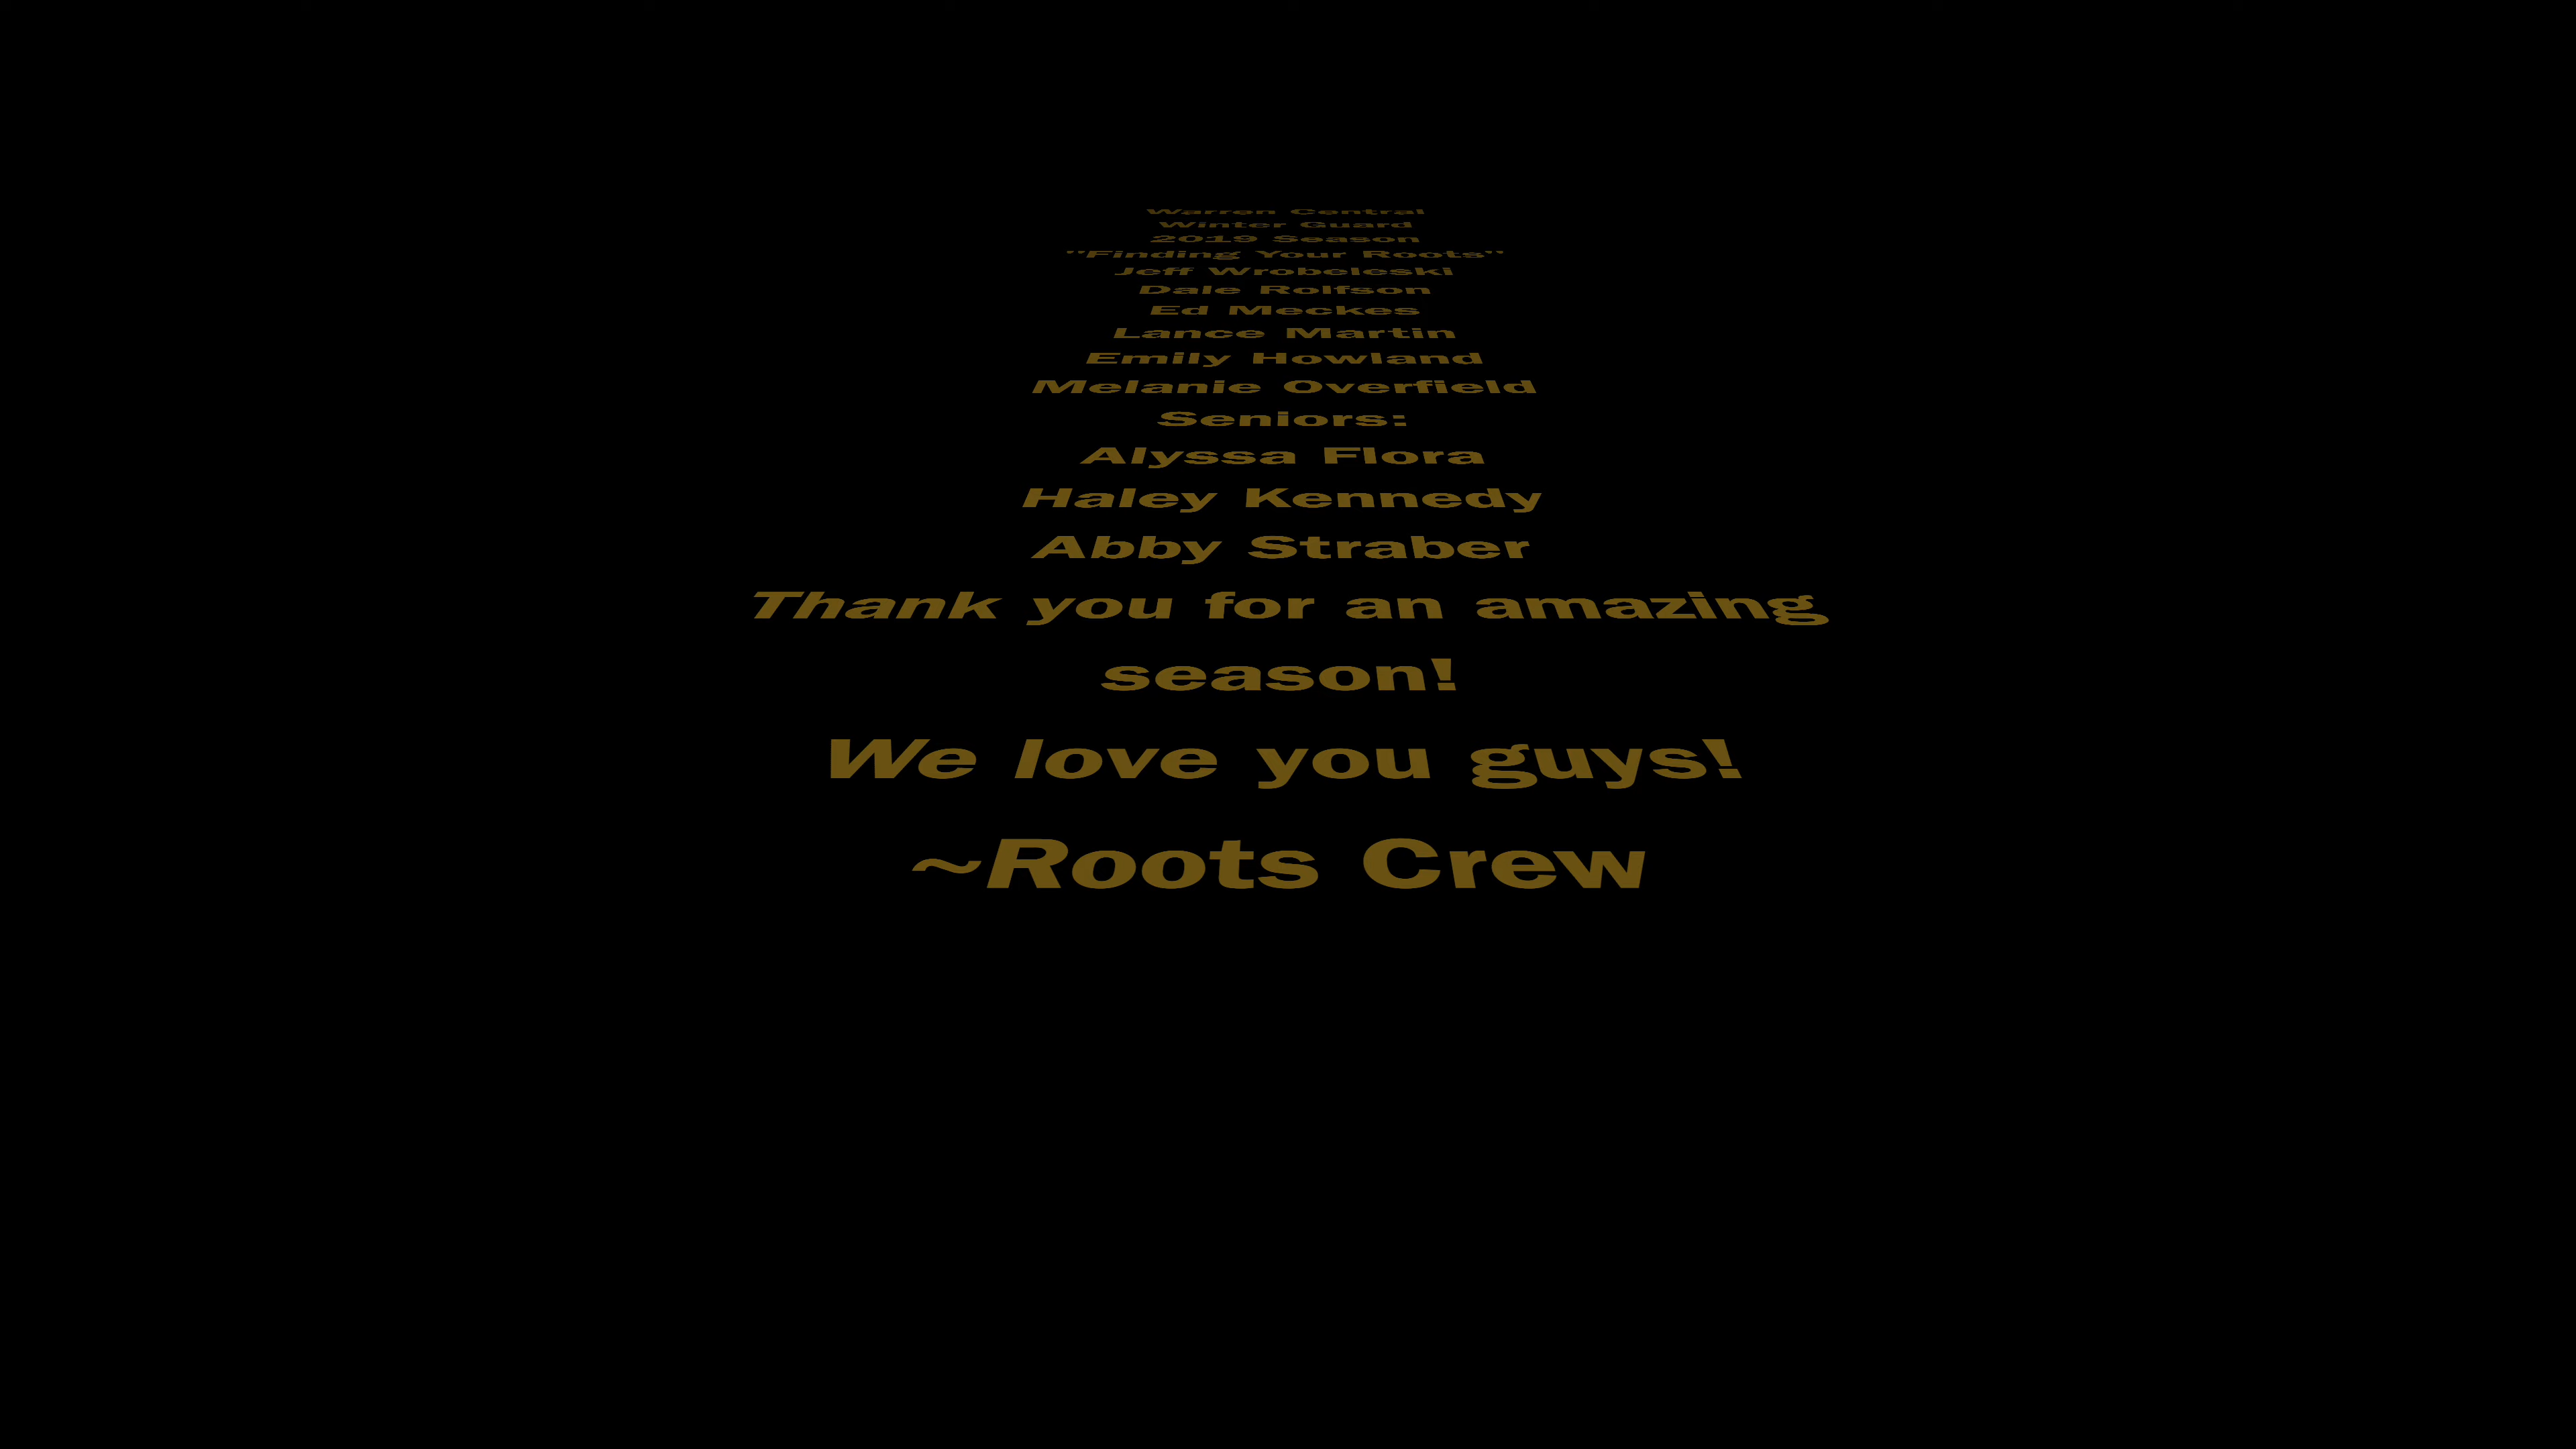 Warren Central
Winter Guard
2019 Season
"Finding Your Roots"
Jeff Wrobeleski
Dale Rolfson
Ed Meckes
Lance Martin
Emily Howland
Melanie Overfield
Seniors:
Alyssa Flora
Haley Kennedy
Abby Straber
Thank you for an amazing
season!
We love you guys!
~Roots Crew